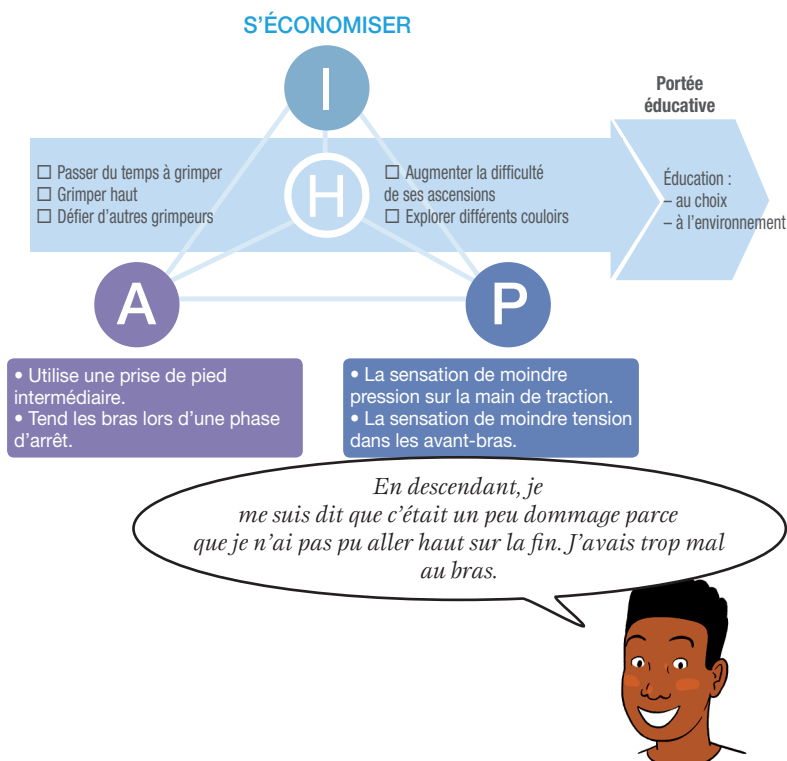 S'ÉCONOMISER
I
Portée
éducative
☐ Passer du temps à grimper
☐ Grimper haut
☐ Défier d'autres grimpeurs
H
☐ Augmenter la difficulté
de ses ascensions
☐ Explorer différents couloirs
Éducation :
– au choix
– à l'environnement
A
P
• Utilise une prise de pied
intermédiaire.
• Tend les bras lors d'une phase
d'arrêt.
• La sensation de moindre
pression sur la main de traction.
• La sensation de moindre tension
dans les avant-bras.
En descendant, je
me suis dit que c'était un peu dommage parce
que je n'ai pas pu aller haut sur la fin. J'avais trop mal
au bras.